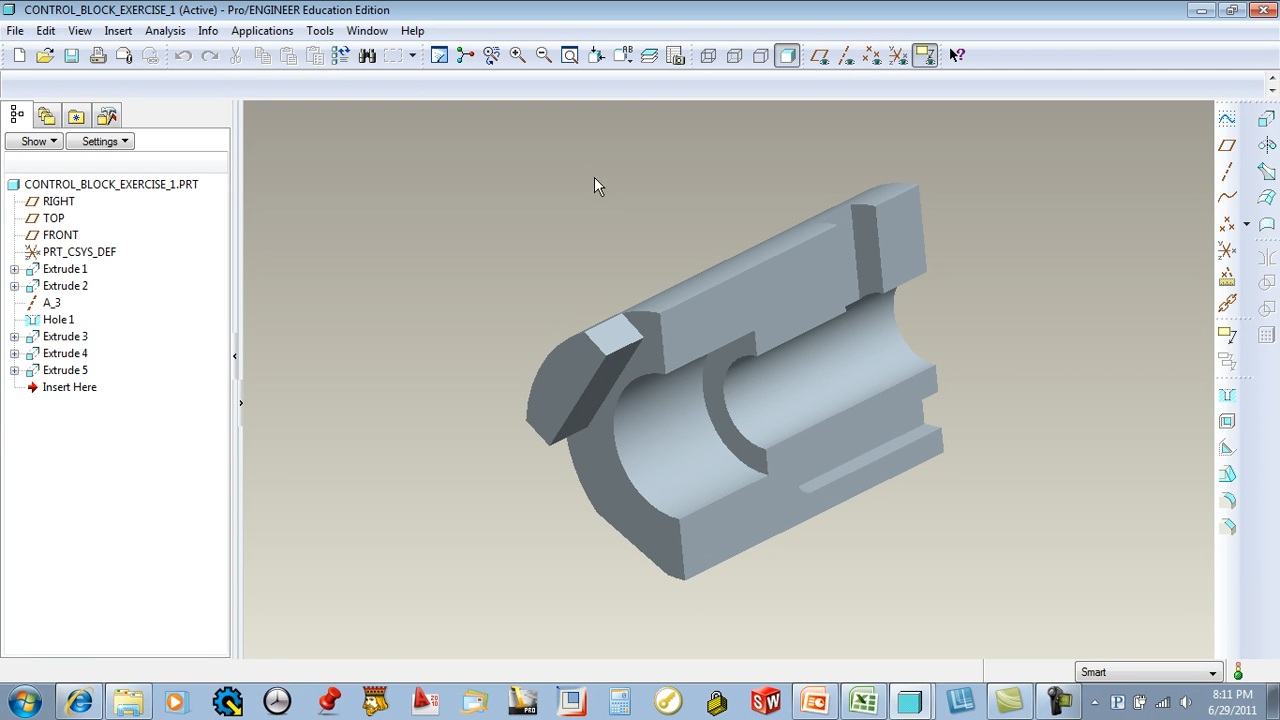 CONTROL_BLOCK_EXERCISE_1 (Active) - Pro/ENGINEER Education Edition
File Edit View Insert Analysis Info Applications Tools Window Help
Show Settings
CONTROL_BLOCK_EXERCISE_1.PRT
RIGHT
TOP
FRONT
PRT_CSYS_DEF
Extrude 1
Extrude 2
A_3
Hole 1
Extrude 3
Extrude 4
Extrude 5
Insert Here
Smart
8:11 PM
6/29/2011